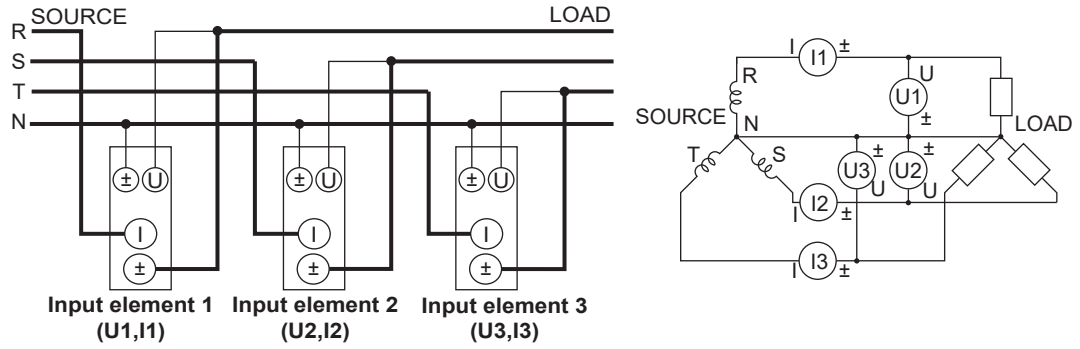 SOURCE LOAD
R
S
T
N
± U ± U ± U
I I I
± ± ±
Input element 1 Input element 2 Input element 3
(U1,I1) (U2,I2) (U3,I3)
I I1 ±
R U
U1
SOURCE N ± LOAD
T S U3 ± U2 ±
U U
I I2 ±
I I3 ±